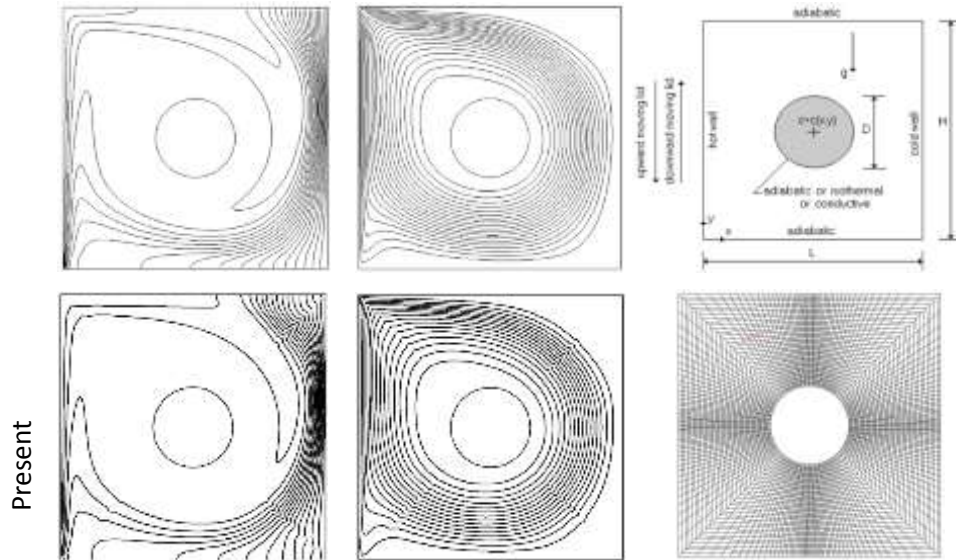 adiabatic
g
H
upward moving lid
downward moving lid
hot wall
c=c(x,y)
D
cold wall
adiabatic or isothermal
or conductive
y
x
adiabatic
L
Present